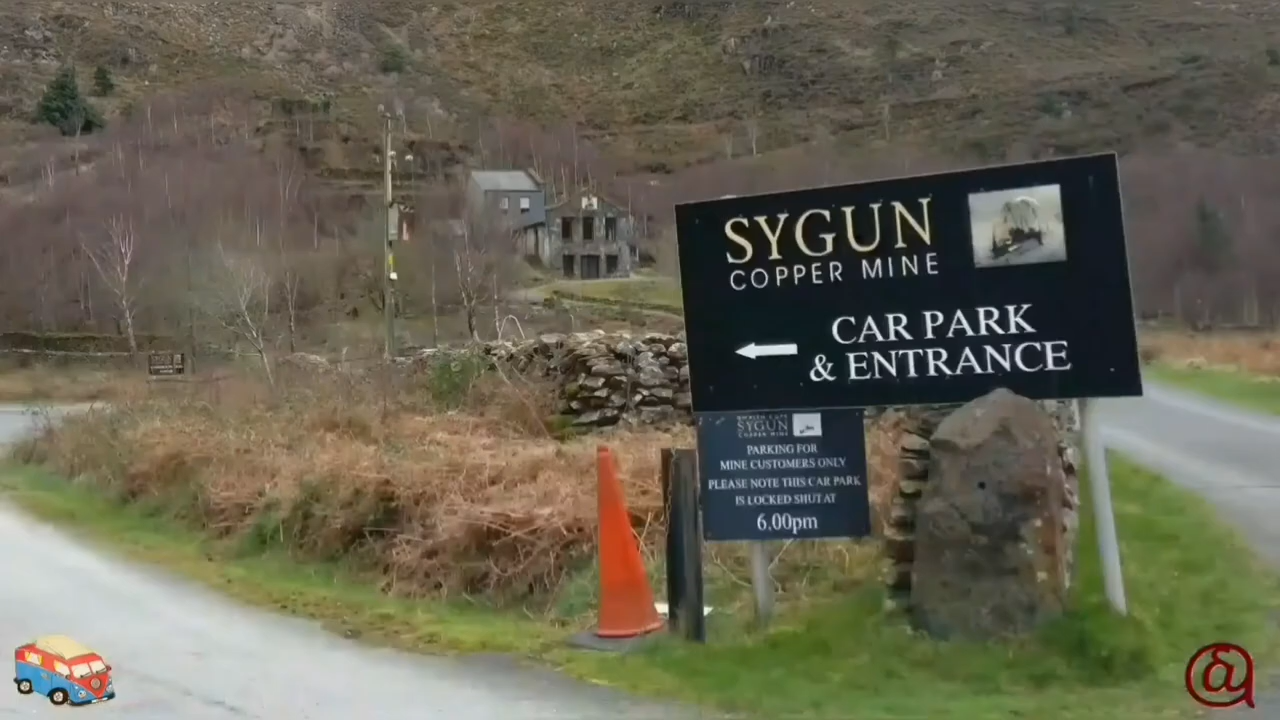 SYGUN
COPPER MINE
CAR PARK
& ENTRANCE
SYGUN
COPPER MINE
PARKING FOR
MINE CUSTOMERS ONLY
PLEASE NOTE THIS CAR PARK
IS LOCKED SHUT AT
6.00pm